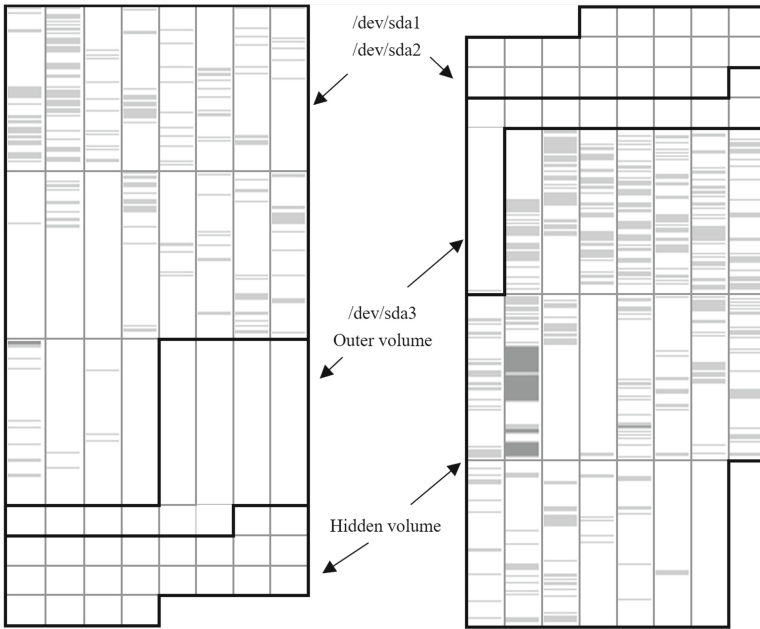 /dev/sda1
/dev/sda2
/dev/sda3
Outer volume
Hidden volume